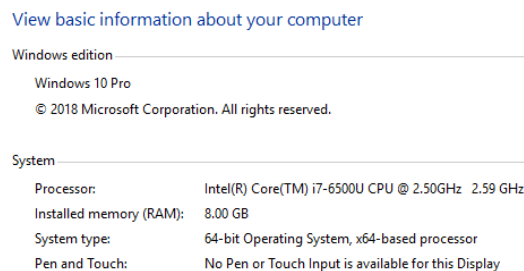 View basic information about your computer
Windows edition
Windows 10 Pro
© 2018 Microsoft Corporation. All rights reserved.
System
Processor: Intel(R) Core(TM) i7-6500U CPU @ 2.50GHz 2.59 GHz
Installed memory (RAM): 8.00 GB
System type: 64-bit Operating System, x64-based processor
Pen and Touch: No Pen or Touch Input is available for this Display